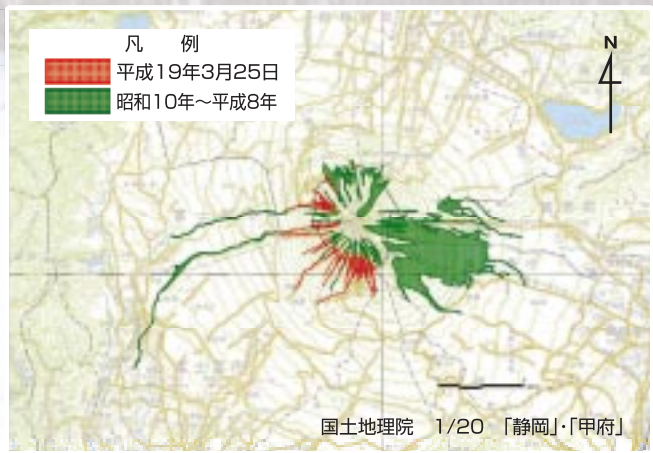 凡 例
平成19年3月25日
昭和10年～平成8年
N
国土地理院 1/20 「静岡」・「甲府」